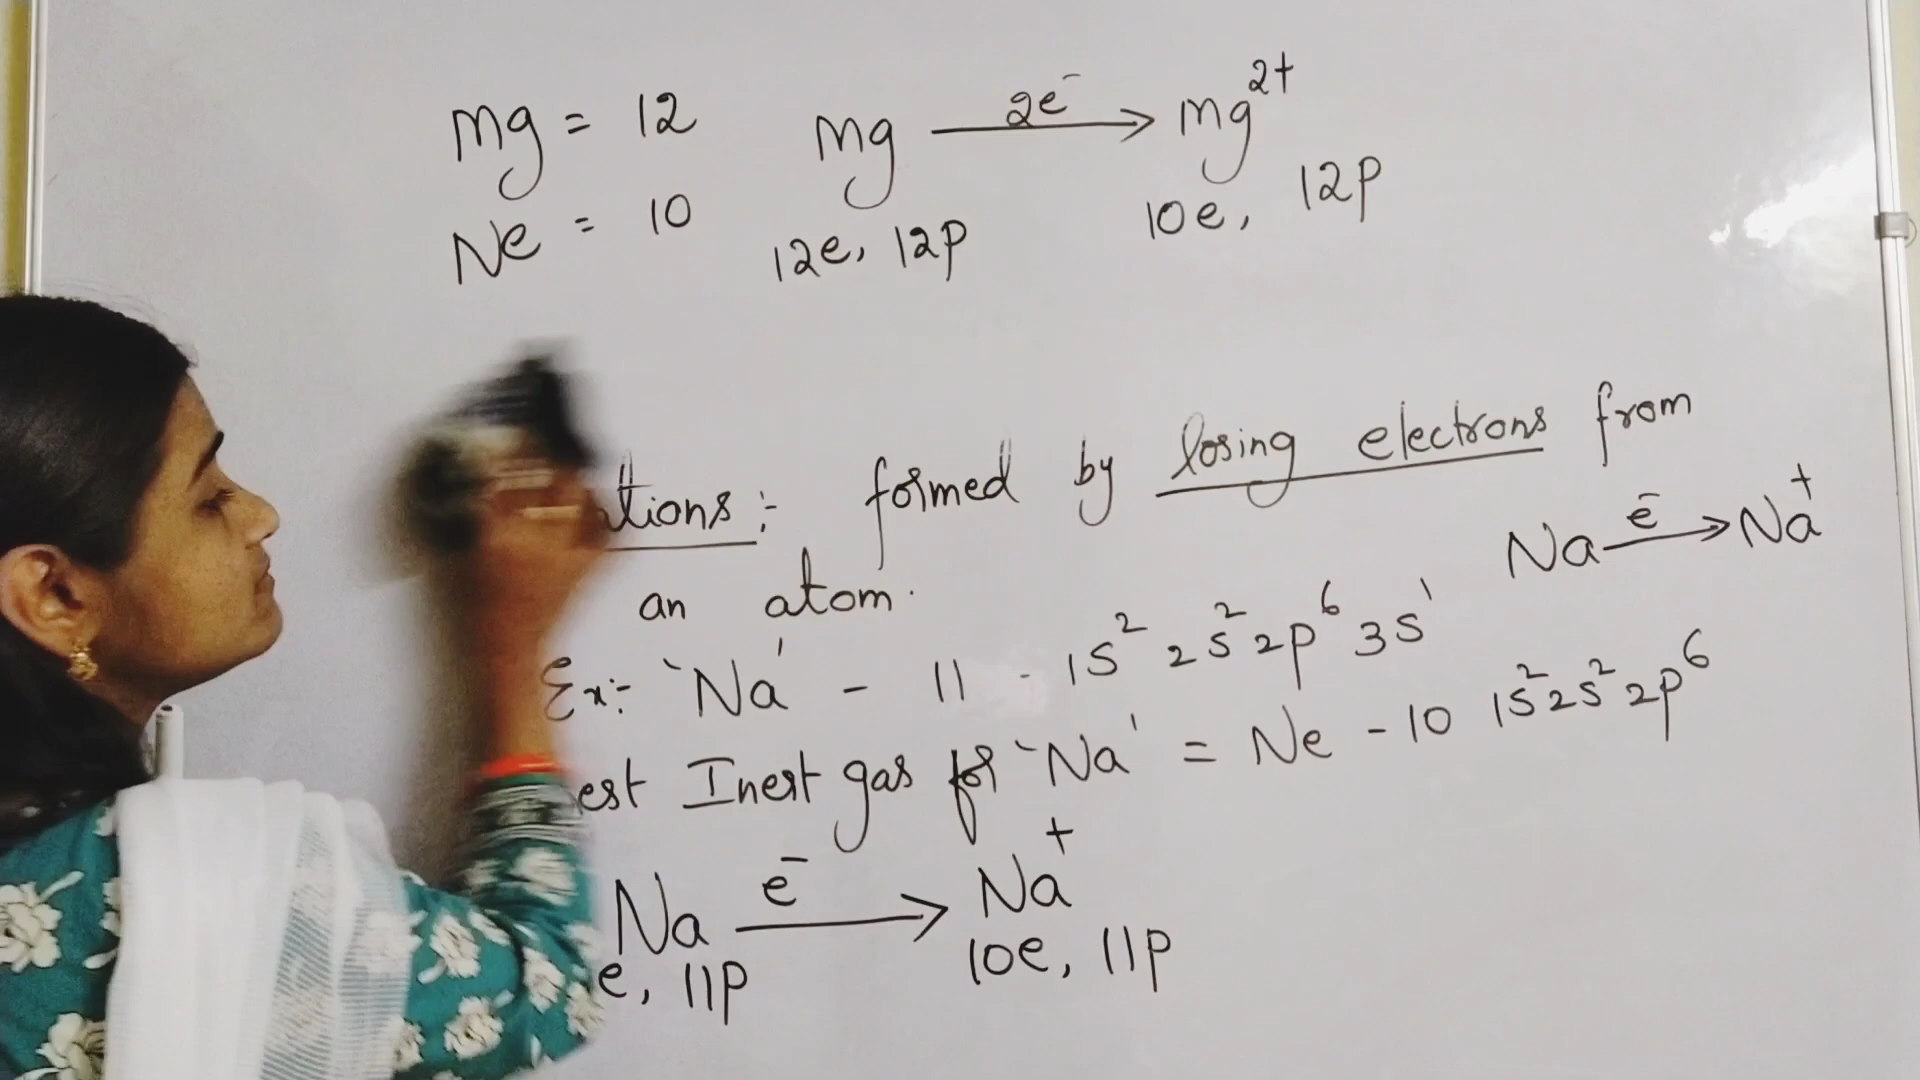 Mg = 12 Mg 2e⁻ → Mg²⁺
Ne = 10 12e, 12p 10e, 12p
tions :- formed by losing electrons from
an atom. Na e⁻ → Na⁺
Ex:- 'Na' - 11 - 1s² 2s² 2p⁶ 3s¹
est Inert gas for 'Na' = Ne - 10 1s² 2s² 2p⁶
Na e⁻ → Na⁺
e, 11p 10e, 11p